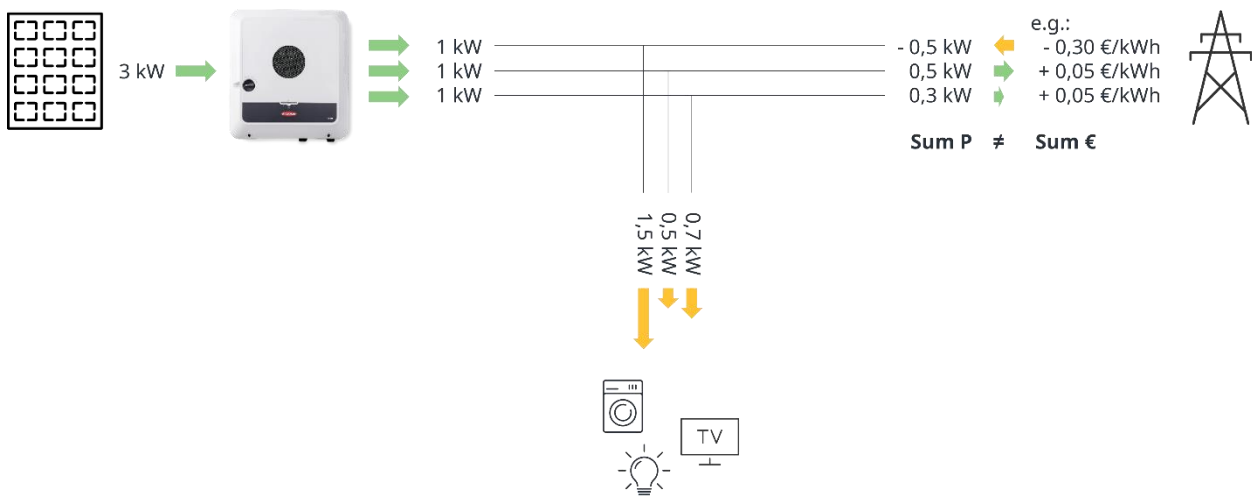 e.g.:
1 kW - 0,5 kW - 0,30 €/kWh
3 kW 1 kW 0,5 kW + 0,05 €/kWh
1 kW 0,3 kW + 0,05 €/kWh
Sum P ≠ Sum €
1,5 kW
0,5 kW
0,7 kW
TV